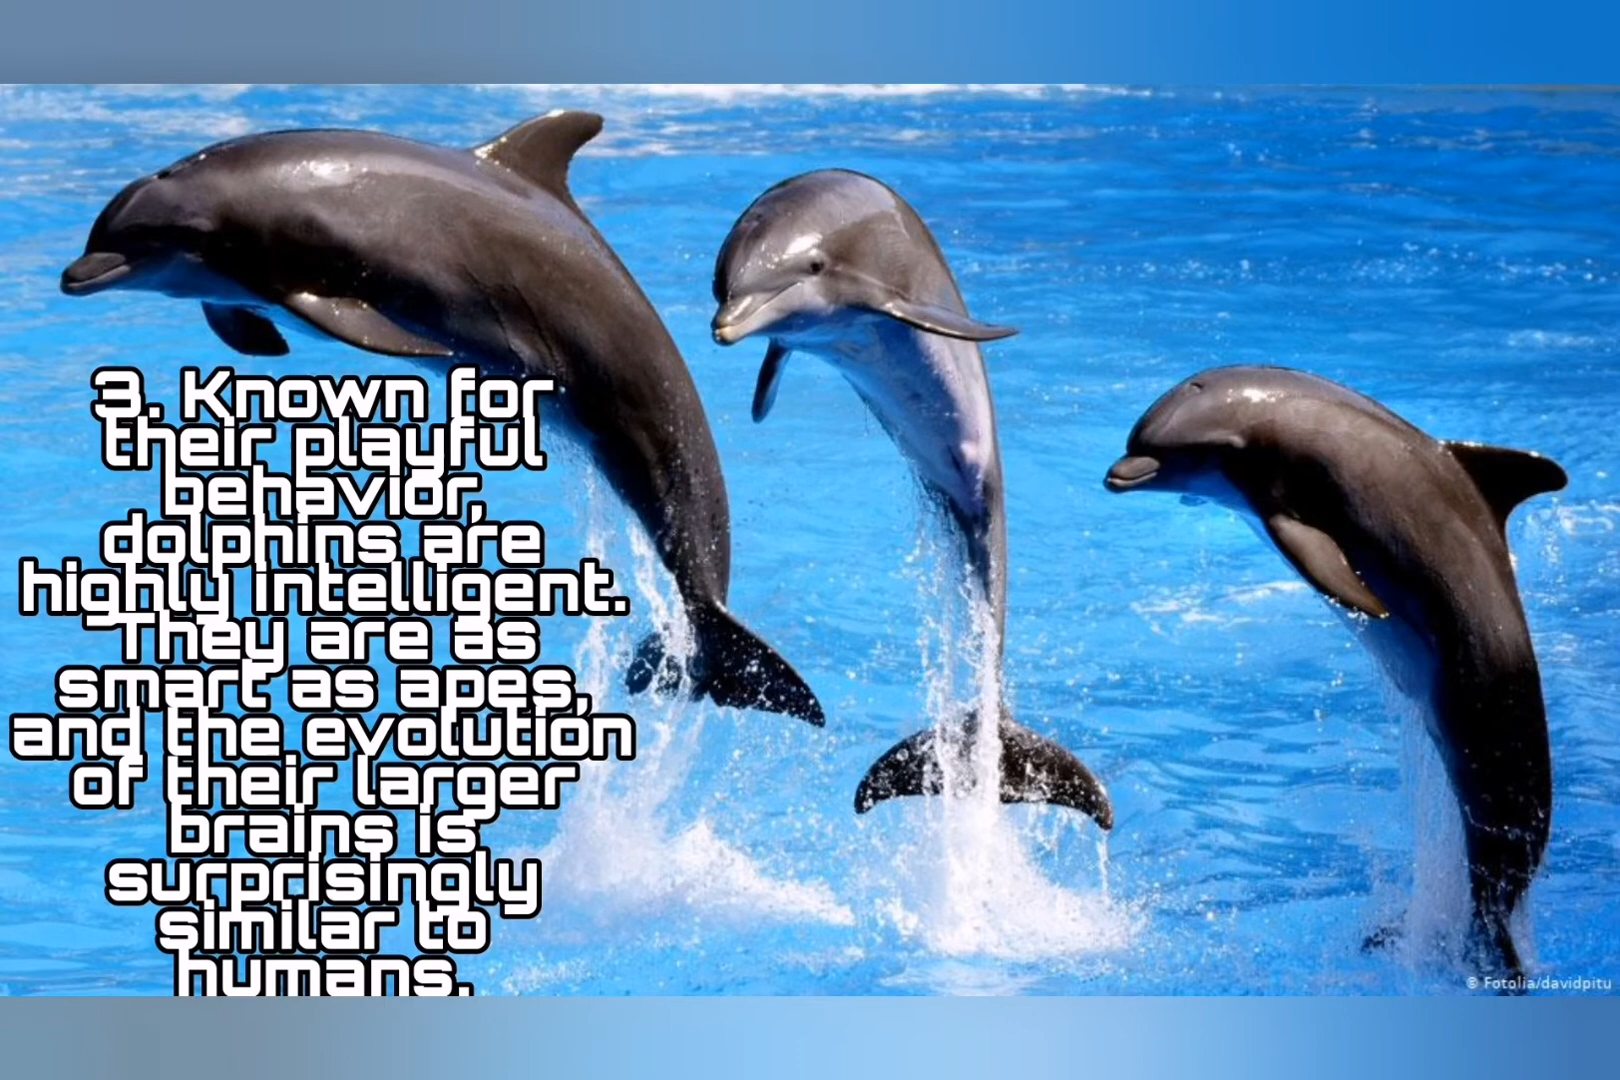 3. Known for
their playful
behavior,
dolphins are
highly intelligent.
They are as
smart as apes,
and the evolution
of their larger
brains is
surprisingly
similar to
humans.
© Fotolia/davidpitu